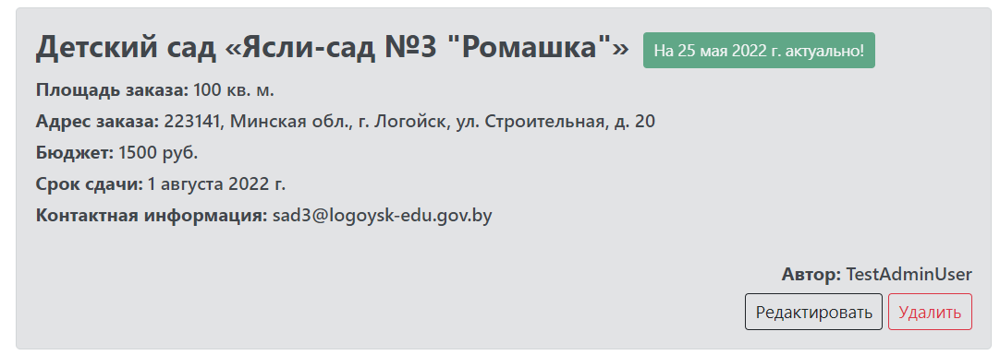 Детский сад «Ясли-сад №3 "Ромашка"» На 25 мая 2022 г. актуально!
Площадь заказа: 100 кв. м.
Адрес заказа: 223141, Минская обл., г. Логойск, ул. Строительная, д. 20
Бюджет: 1500 руб.
Срок сдачи: 1 августа 2022 г.
Контактная информация: sad3@logoysk-edu.gov.by
Автор: TestAdminUser
Редактировать Удалить